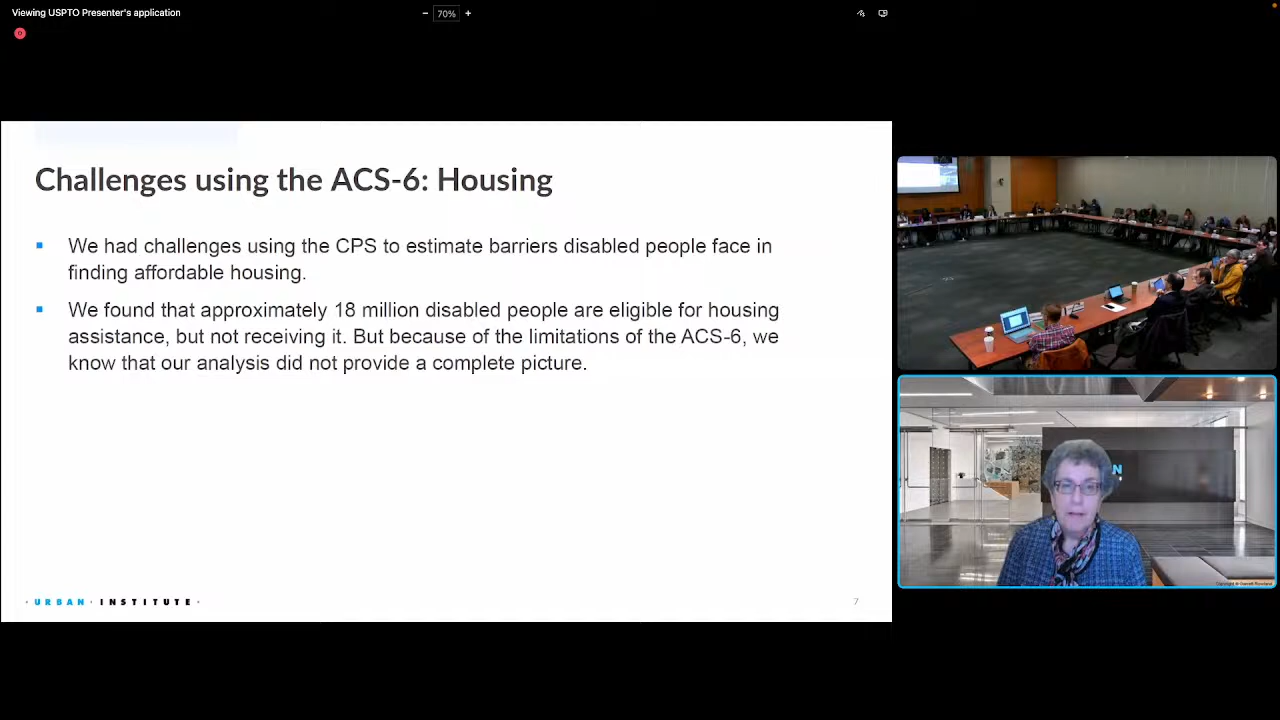 Viewing USPTO Presenter's application
− 70% +
Challenges using the ACS-6: Housing
We had challenges using the CPS to estimate barriers disabled people face in
finding affordable housing.
We found that approximately 18 million disabled people are eligible for housing
assistance, but not receiving it. But because of the limitations of the ACS-6, we
know that our analysis did not provide a complete picture.
· URBAN · INSTITUTE ·
7